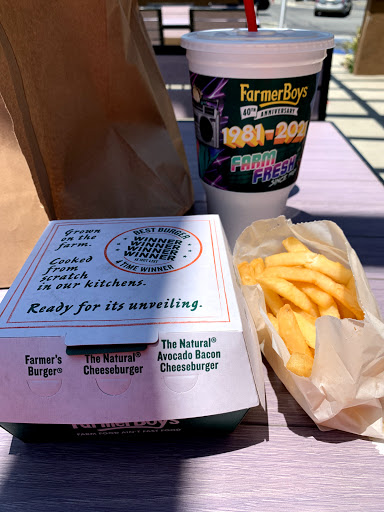 FarmerBoys
40TH
ANNIVERSARY
1981-2021
FARM
FRESH
Grown
on the
farm.
Cooked
from
scratch
in our kitchens.
Ready for its unveiling.
BEST BURGER
WINNER
WINNER
WINNER
WINNER
4 TIME WINNER
Farmer's
Burger®
The Natural®
Cheeseburger
The Natural®
Avocado Bacon
Cheeseburger
FarmerBoys